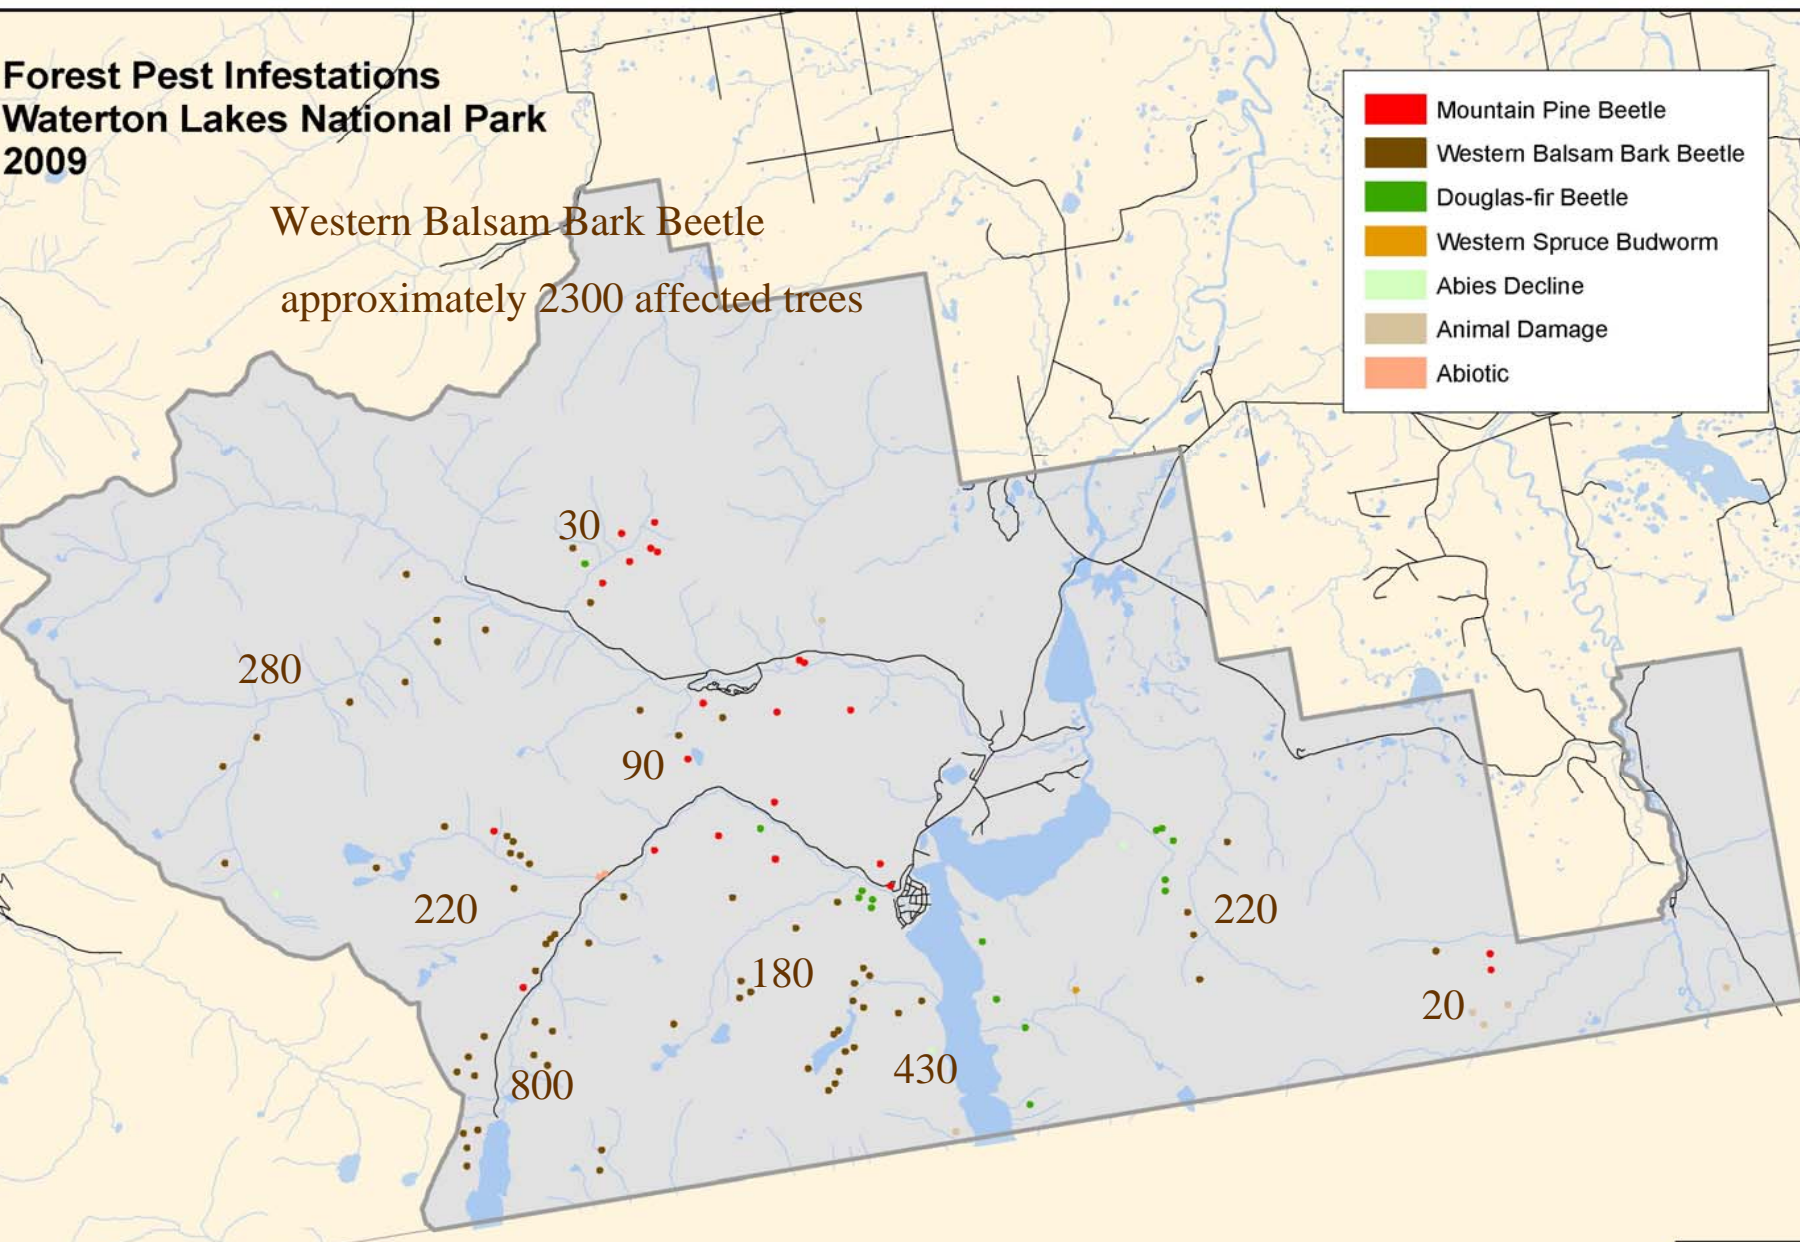 Forest Pest Infestations
Waterton Lakes National Park
2009
Western Balsam Bark Beetle
approximately 2300 affected trees
Mountain Pine Beetle
Western Balsam Bark Beetle
Douglas-fir Beetle
Western Spruce Budworm
Abies Decline
Animal Damage
Abiotic
30
280
90
220
220
180
20
430
800